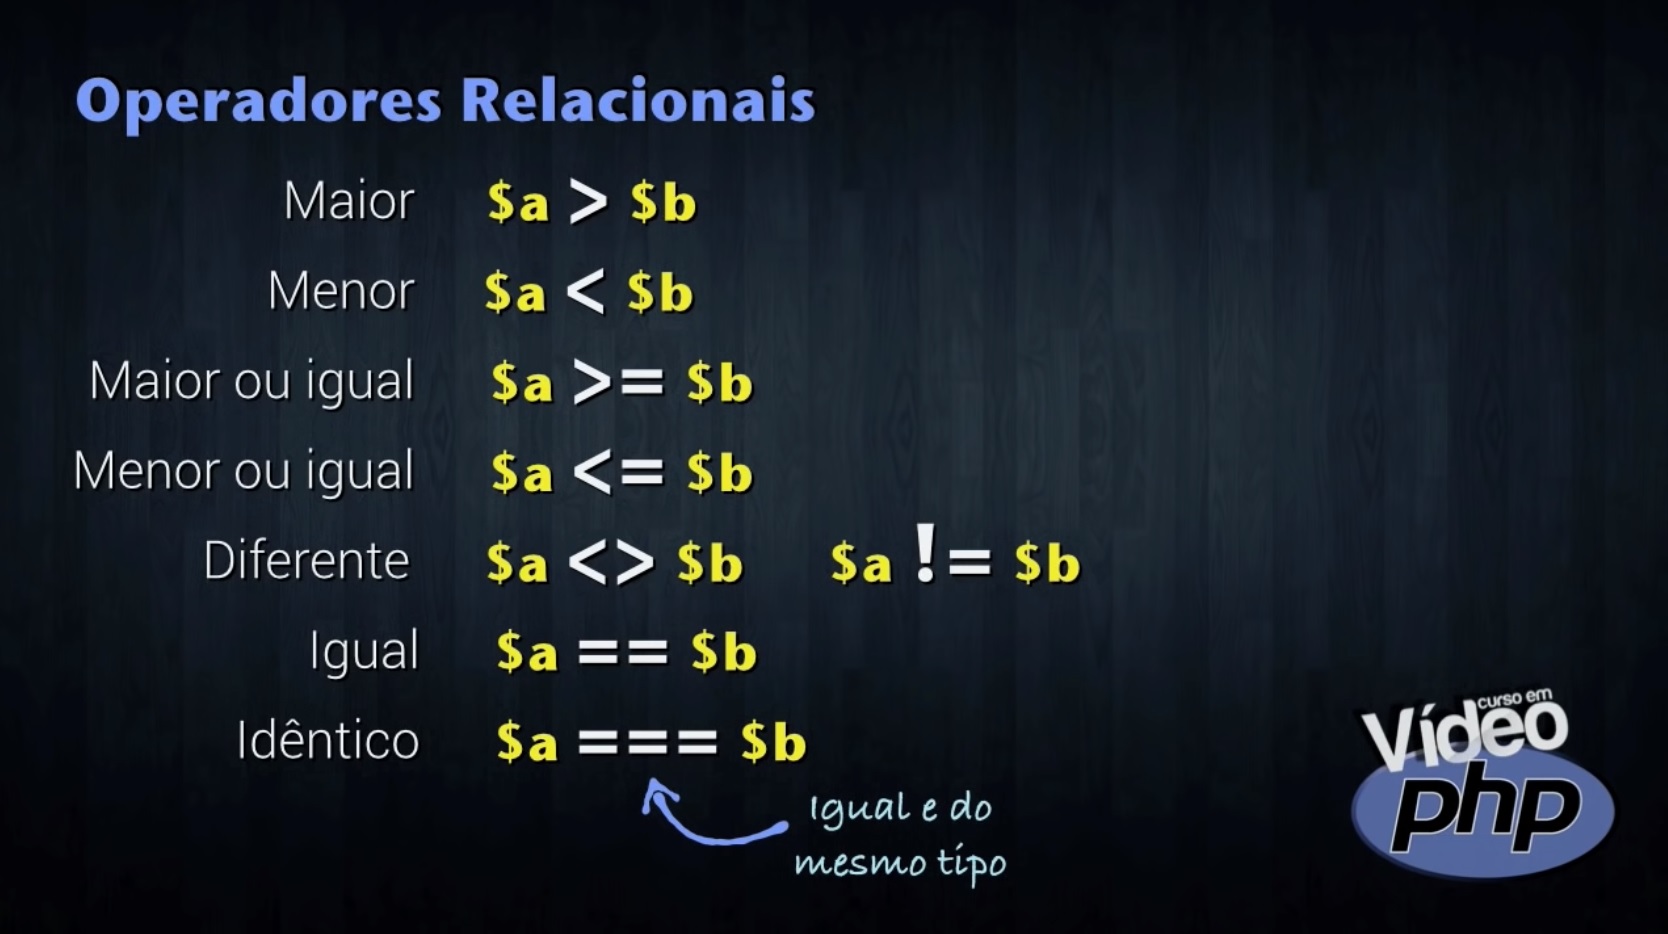 Operadores Relacionais
Maior $a > $b
Menor $a < $b
Maior ou igual $a >= $b
Menor ou igual $a <= $b
Diferente $a <> $b $a != $b
Igual $a == $b
Idêntico $a === $b
Igual e do
mesmo tipo
curso em
Vídeo
php